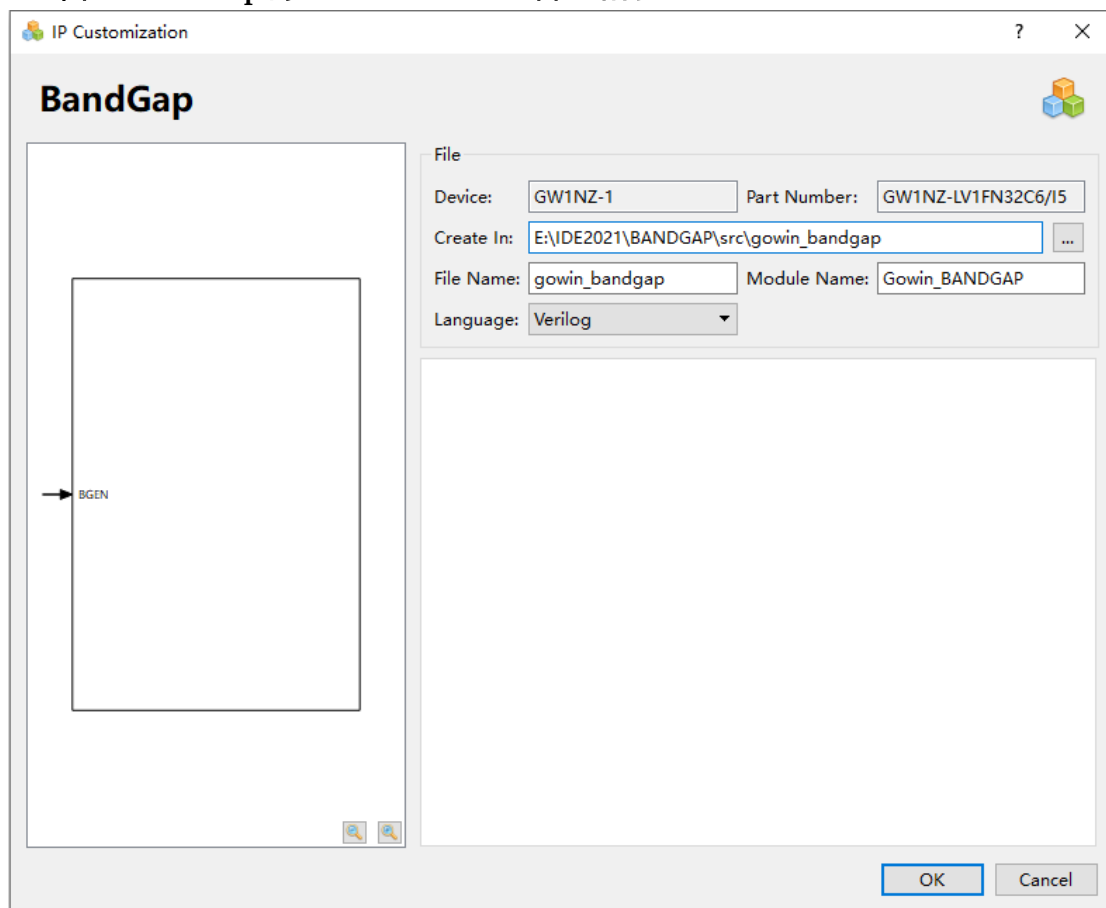 IP Customization
BandGap
File
Device: GW1NZ-1 Part Number: GW1NZ-LV1FN32C6/I5
Create In: E:\IDE2021\BANDGAP\src\gowin_bandgap ...
File Name: gowin_bandgap Module Name: Gowin_BANDGAP
Language: Verilog
BGEN
OK Cancel